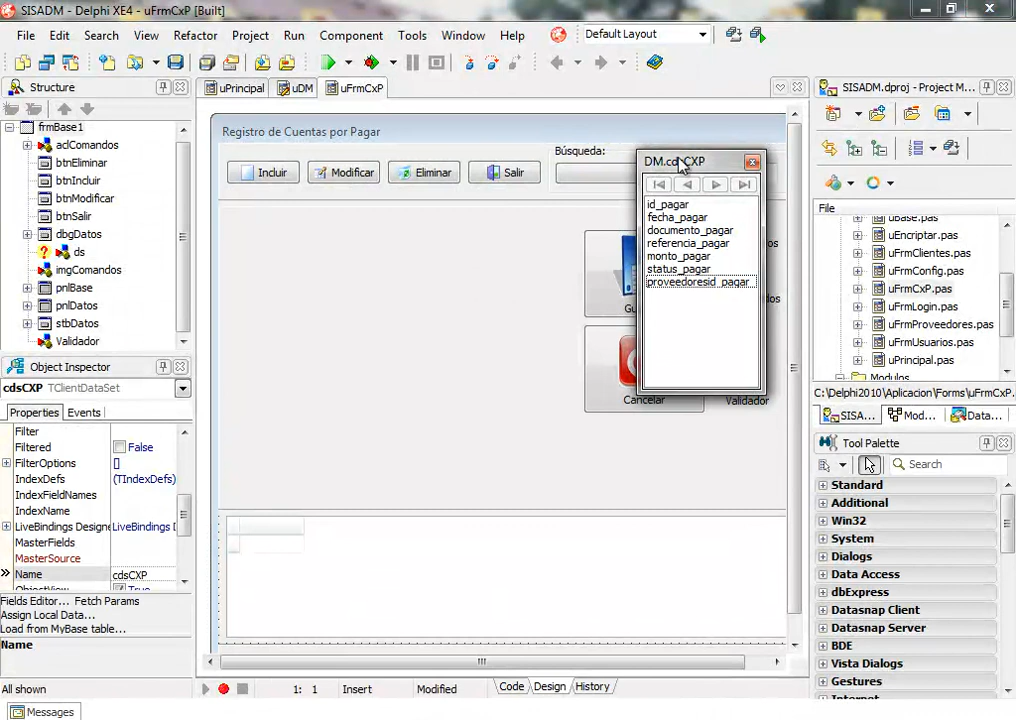 SISADM - Delphi XE4 - uFrmCxP [Built]
File Edit Search View Refactor Project Run Component Tools Window Help Default Layout
Structure
frmBase1
aclComandos
btnEliminar
btnIncluir
btnModificar
btnSalir
dbgDatos
ds
imgComandos
pnlBase
pnlDatos
stbDatos
Validador
Object Inspector
cdsCXP TClientDataSet
Properties Events
Filter
Filtered False
FilterOptions []
IndexDefs (TIndexDefs)
IndexFieldNames
IndexName
LiveBindings Designe LiveBindings D
MasterFields
MasterSource
Name cdsCXP
ObjectView True
Fields Editor... Fetch Params
Assign Local Data...
Load from MyBase table...
Name
All shown
Messages
uPrincipal uDM uFrmCxP
Registro de Cuentas por Pagar
Incluir Modificar Eliminar Salir
Búsqueda:
Gu
Cancelar
Validador
DM.cdsCXP
id_pagar
fecha_pagar
documento_pagar
referencia_pagar
monto_pagar
status_pagar
proveedoresid_pagar
1: 1 Insert Modified
Code Design History
SISADM.dproj - Project M...
File
uBase.pas
uEncriptar.pas
uFrmClientes.pas
uFrmConfig.pas
uFrmCxP.pas
uFrmLogin.pas
uFrmProveedores.pas
uFrmUsuarios.pas
uPrincipal.pas
Modulos
C:\Delphi2010\Aplicacion\Forms\uFrmCxP.
SISA... Mod... Data...
Tool Palette
Search
Standard
Additional
Win32
System
Dialogs
Data Access
dbExpress
Datasnap Client
Datasnap Server
BDE
Vista Dialogs
Gestures
Internet